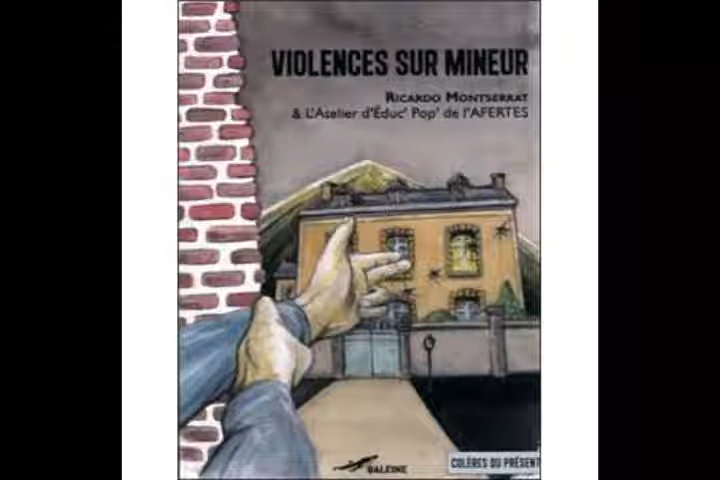 VIOLENCES SUR MINEUR
RICARDO MONTSERRAT
& L'Atelier d'Éduc' Pop' de l'AFERTES
BALEINE
COLÈRES DU PRÉSENT